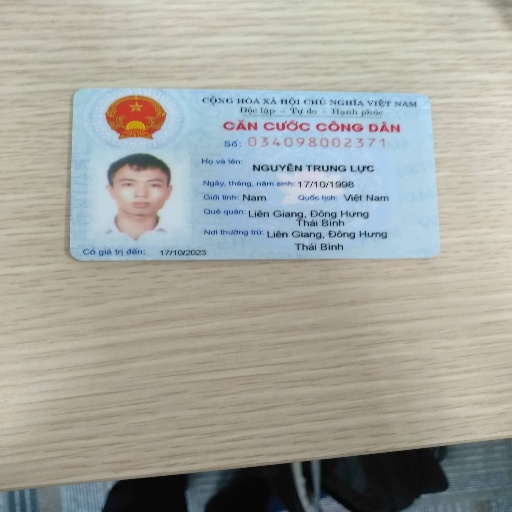 CỘNG HÒA XÃ HỘI CHỦ NGHĨA VIỆT NAM
Độc lập - Tự do - Hạnh phúc
CĂN CƯỚC CÔNG DÂN
Số: 034098002371
Họ và tên: NGUYỄN TRUNG LỰC
Ngày, tháng, năm sinh: 17/10/1998
Giới tính: Nam Quốc tịch: Việt Nam
Quê quán: Liên Giang, Đông Hưng
Thái Bình
Nơi thường trú: Liên Giang, Đông Hưng
Thái Bình
Có giá trị đến: 17/10/2023